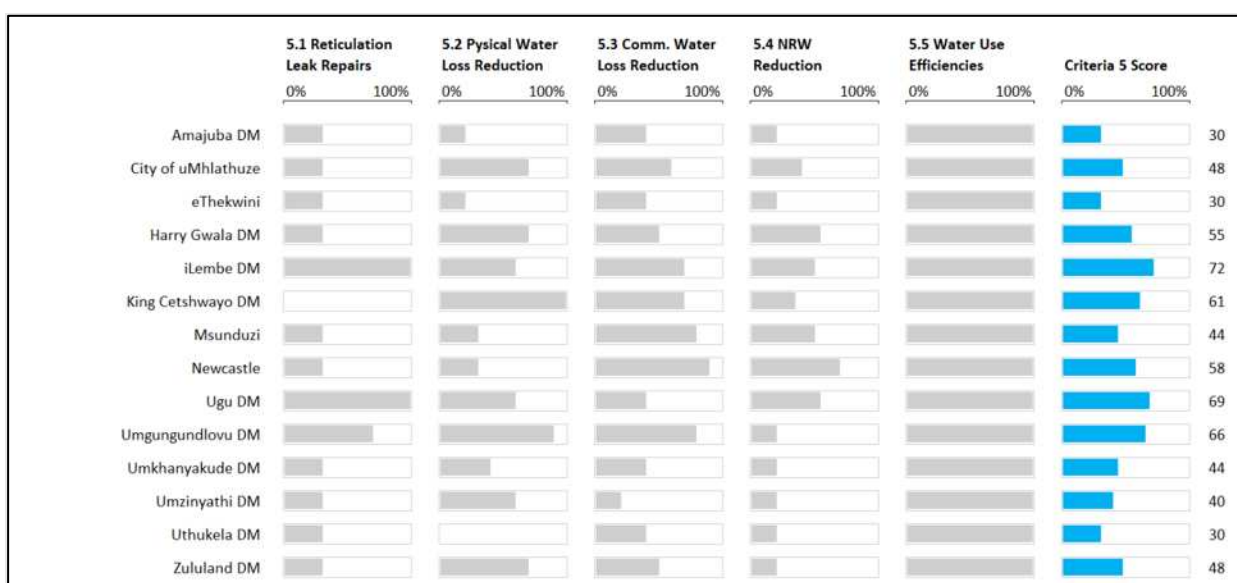 5.1 Reticulation Leak Repairs
5.2 Pysical Water Loss Reduction
5.3 Comm. Water Loss Reduction
5.4 NRW Reduction
5.5 Water Use Efficiencies
Criteria 5 Score
0% 100% 0% 100% 0% 100% 0% 100% 0% 100% 0% 100%
Amajuba DM 30
City of uMhlathuze 48
eThekwini 30
Harry Gwala DM 55
iLembe DM 72
King Cetshwayo DM 61
Msunduzi 44
Newcastle 58
Ugu DM 69
Umgungundlovu DM 66
Umkhanyakude DM 44
Umzinyathi DM 40
Uthukela DM 30
Zululand DM 48